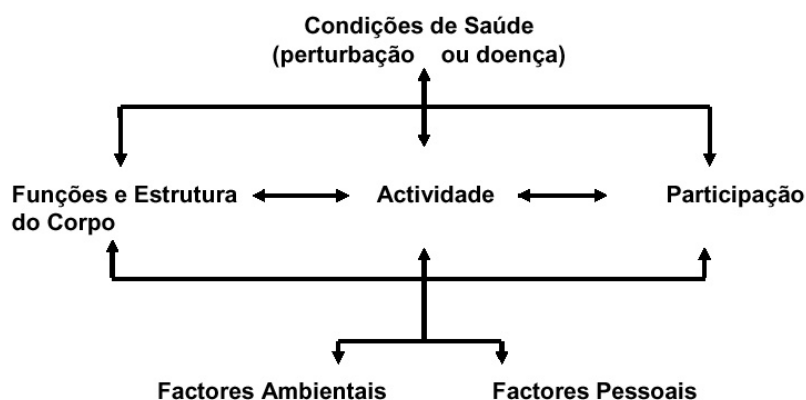 Condições de Saúde
(perturbação ou doença)
Funções e Estrutura
do Corpo
Actividade
Participação
Factores Ambientais
Factores Pessoais